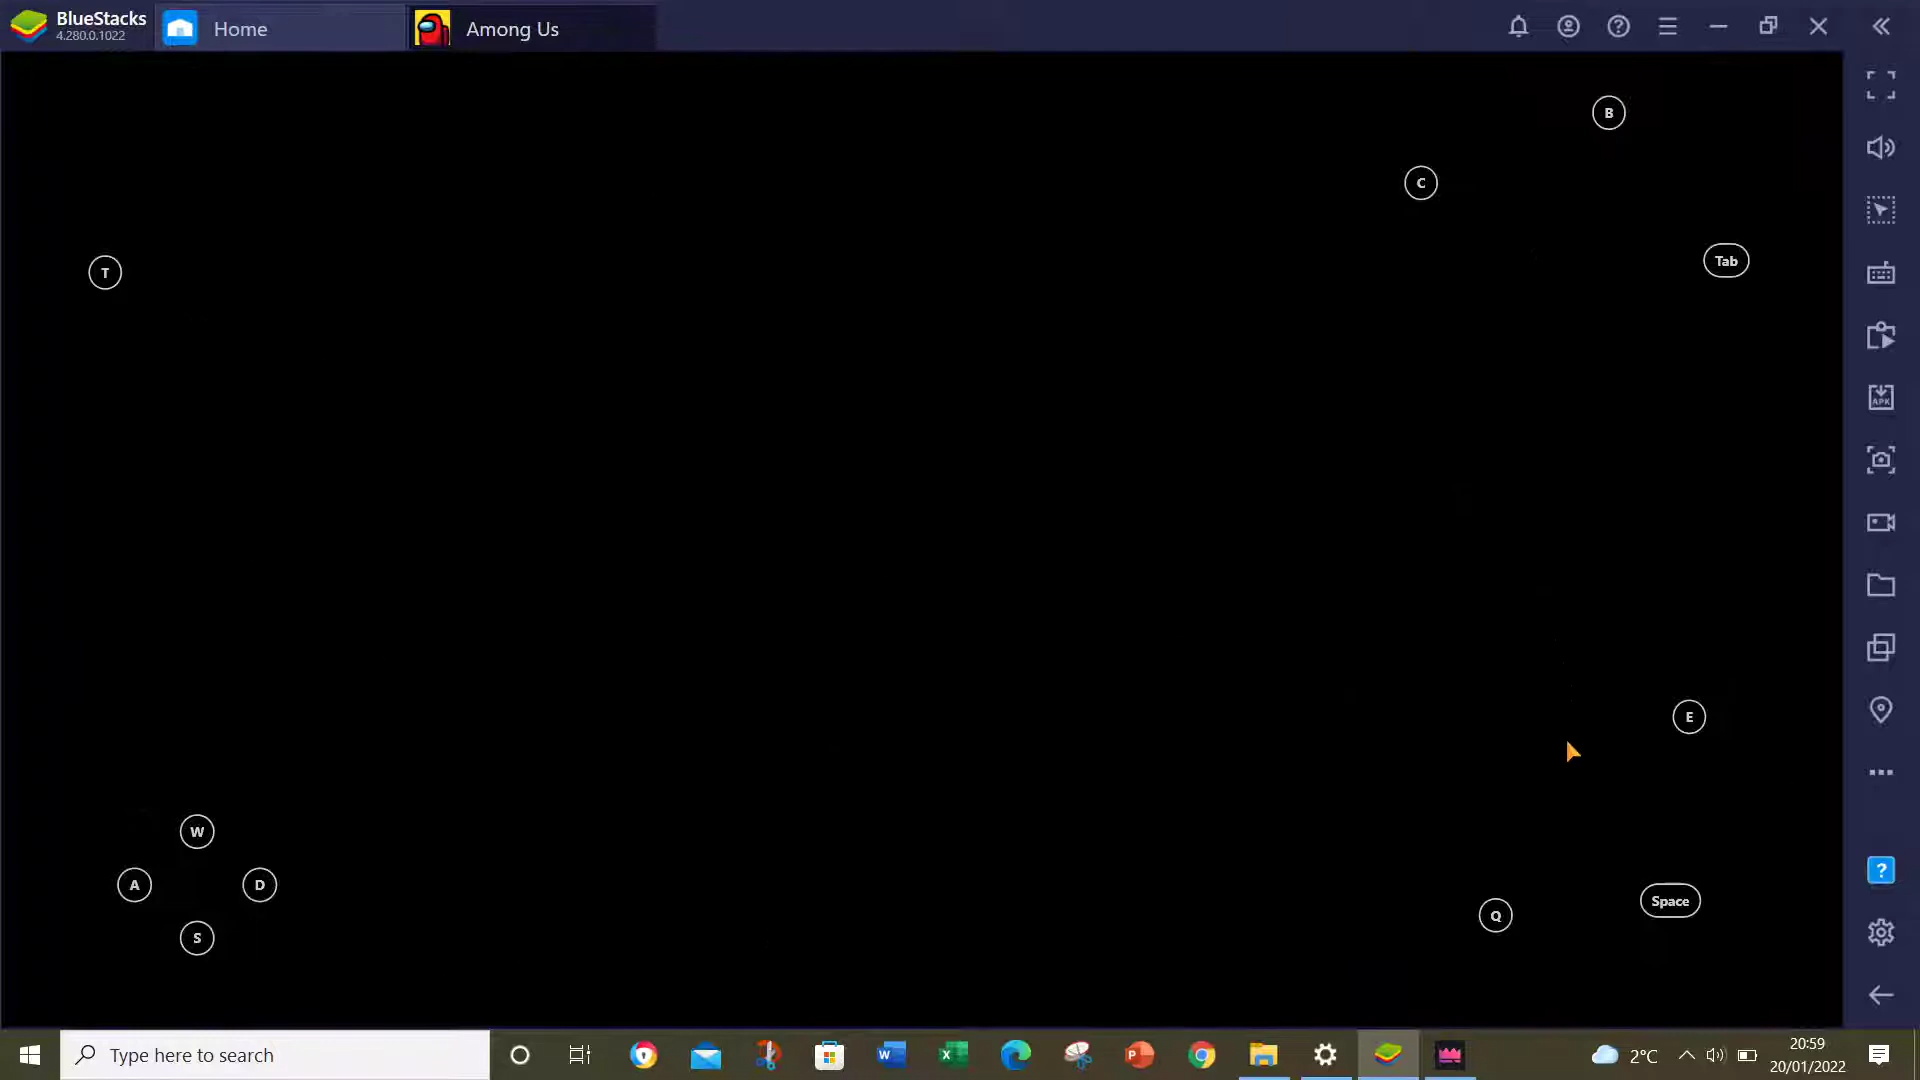 BlueStacks
4.280.0.1022
Home
Among Us
B
C
T
Tab
E
W
A
D
S
Q
Space
APK
?
Type here to search
W
X
P
2°C
20:59
20/01/2022